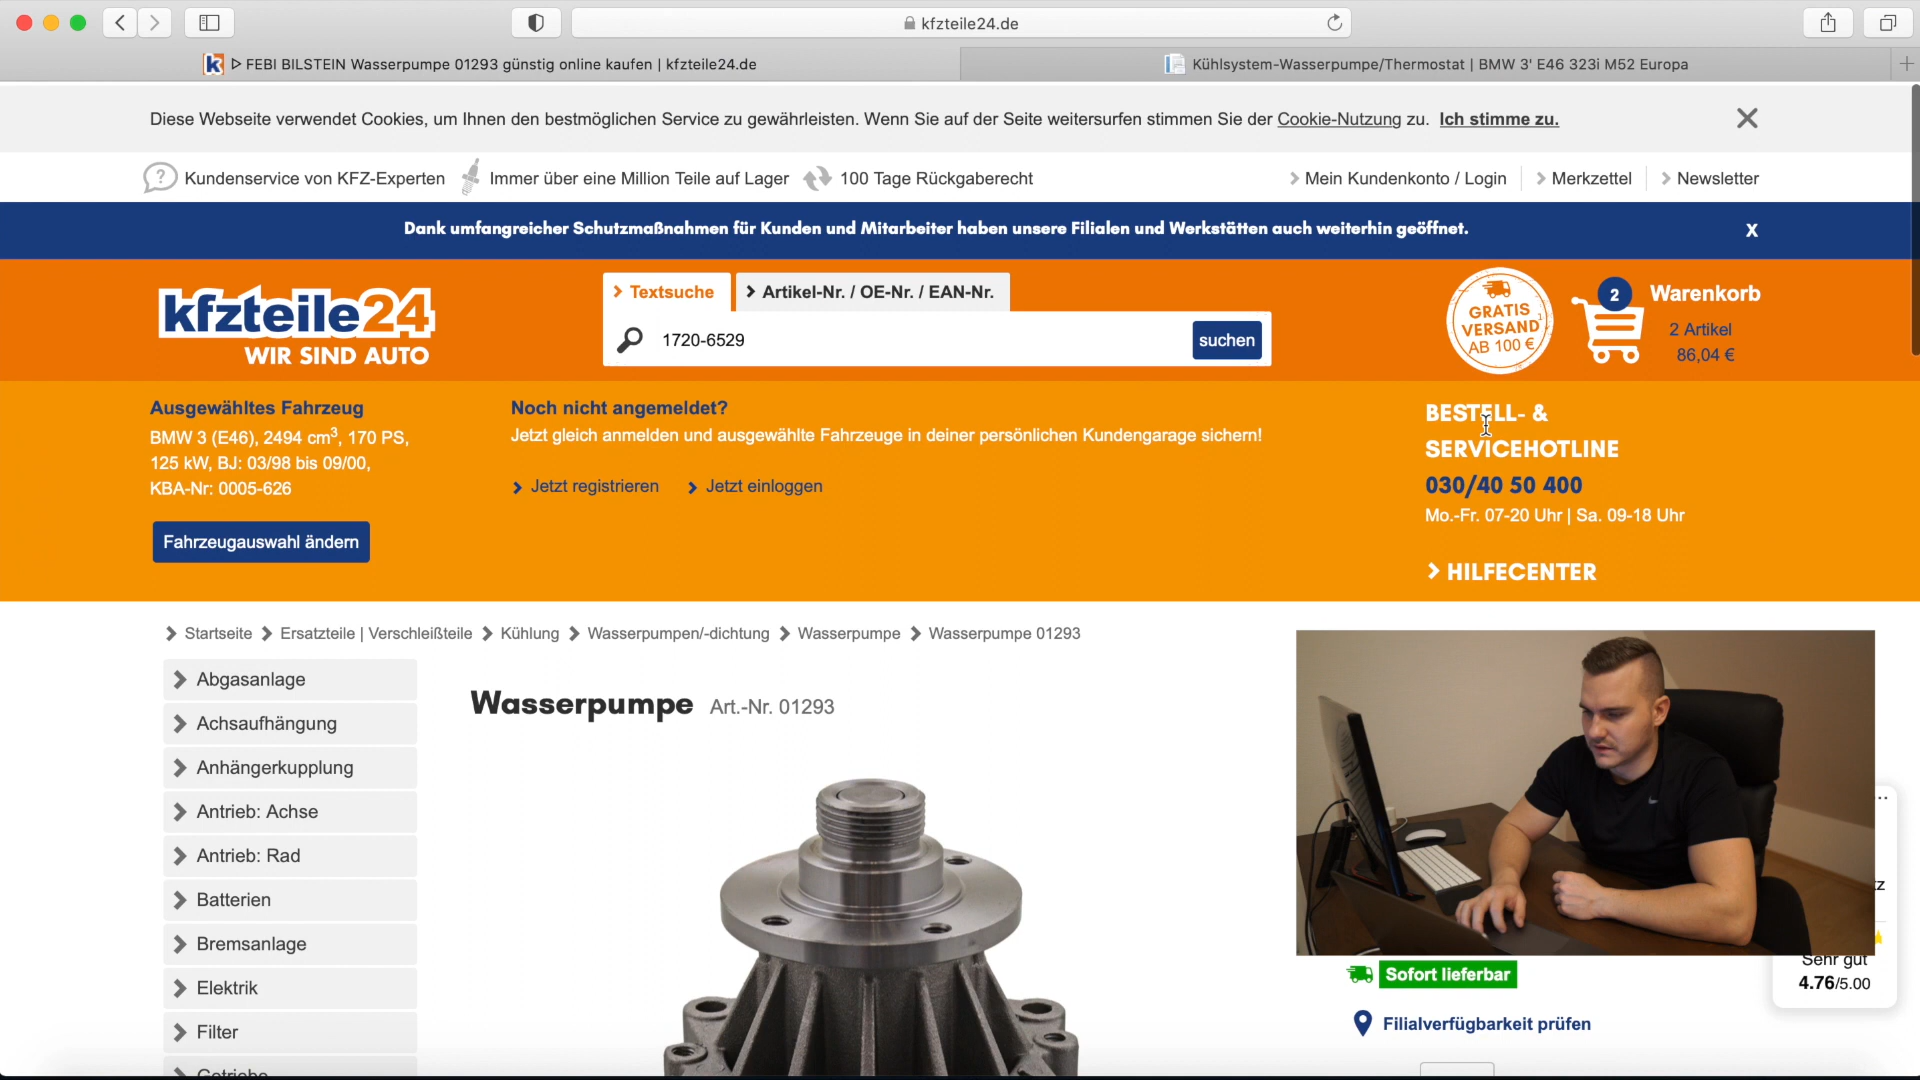 kfzteile24.de
k ᐅ FEBI BILSTEIN Wasserpumpe 01293 günstig online kaufen | kfzteile24.de
Kühlsystem-Wasserpumpe/Thermostat | BMW 3' E46 323i M52 Europa
Diese Webseite verwendet Cookies, um Ihnen den bestmöglichen Service zu gewährleisten. Wenn Sie auf der Seite weitersurfen stimmen Sie der Cookie-Nutzung zu. Ich stimme zu.
Kundenservice von KFZ-Experten
Immer über eine Million Teile auf Lager
100 Tage Rückgaberecht
Mein Kundenkonto / Login
Merkzettel
Newsletter
Dank umfangreicher Schutzmaßnahmen für Kunden und Mitarbeiter haben unsere Filialen und Werkstätten auch weiterhin geöffnet.
X
kfzteile24
WIR SIND AUTO
Textsuche
Artikel-Nr. / OE-Nr. / EAN-Nr.
1720-6529
suchen
GRATIS
VERSAND1
AB 100 €
2
Warenkorb
2 Artikel
86,04 €
Ausgewähltes Fahrzeug
BMW 3 (E46), 2494 cm³, 170 PS,
125 kW, BJ: 03/98 bis 09/00,
KBA-Nr: 0005-626
Fahrzeugauswahl ändern
Noch nicht angemeldet?
Jetzt gleich anmelden und ausgewählte Fahrzeuge in deiner persönlichen Kundengarage sichern!
Jetzt registrieren
Jetzt einloggen
BESTELL- &
SERVICEHOTLINE
030/40 50 400
Mo.-Fr. 07-20 Uhr | Sa. 09-18 Uhr
HILFECENTER
Startseite > Ersatzteile | Verschleißteile > Kühlung > Wasserpumpen/-dichtung > Wasserpumpe > Wasserpumpe 01293
Abgasanlage
Achsaufhängung
Anhängerkupplung
Antrieb: Achse
Antrieb: Rad
Batterien
Bremsanlage
Elektrik
Filter
Getriebe
Wasserpumpe Art.-Nr. 01293
Sofort lieferbar
Filialverfügbarkeit prüfen
Sehr gut
4.76/5.00